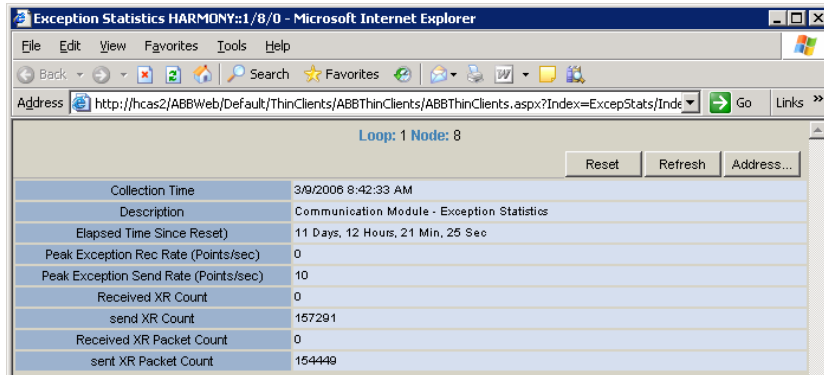 Exception Statistics HARMONY::1/8/0 - Microsoft Internet Explorer
File Edit View Favorites Tools Help
Back Search Favorites
Address http://hcas2/ABBWeb/Default/ThinClients/ABBThinClients/ABBThinClients.aspx?Index=ExcepStats/Inde Go Links »
Loop: 1 Node: 8
Reset Refresh Address...
Collection Time 3/9/2006 8:42:33 AM
Description Communication Module - Exception Statistics
Elapsed Time Since Reset) 11 Days, 12 Hours, 21 Min, 25 Sec
Peak Exception Rec Rate (Points/sec) 0
Peak Exception Send Rate (Points/sec) 10
Received XR Count 0
send XR Count 157291
Received XR Packet Count 0
sent XR Packet Count 154449